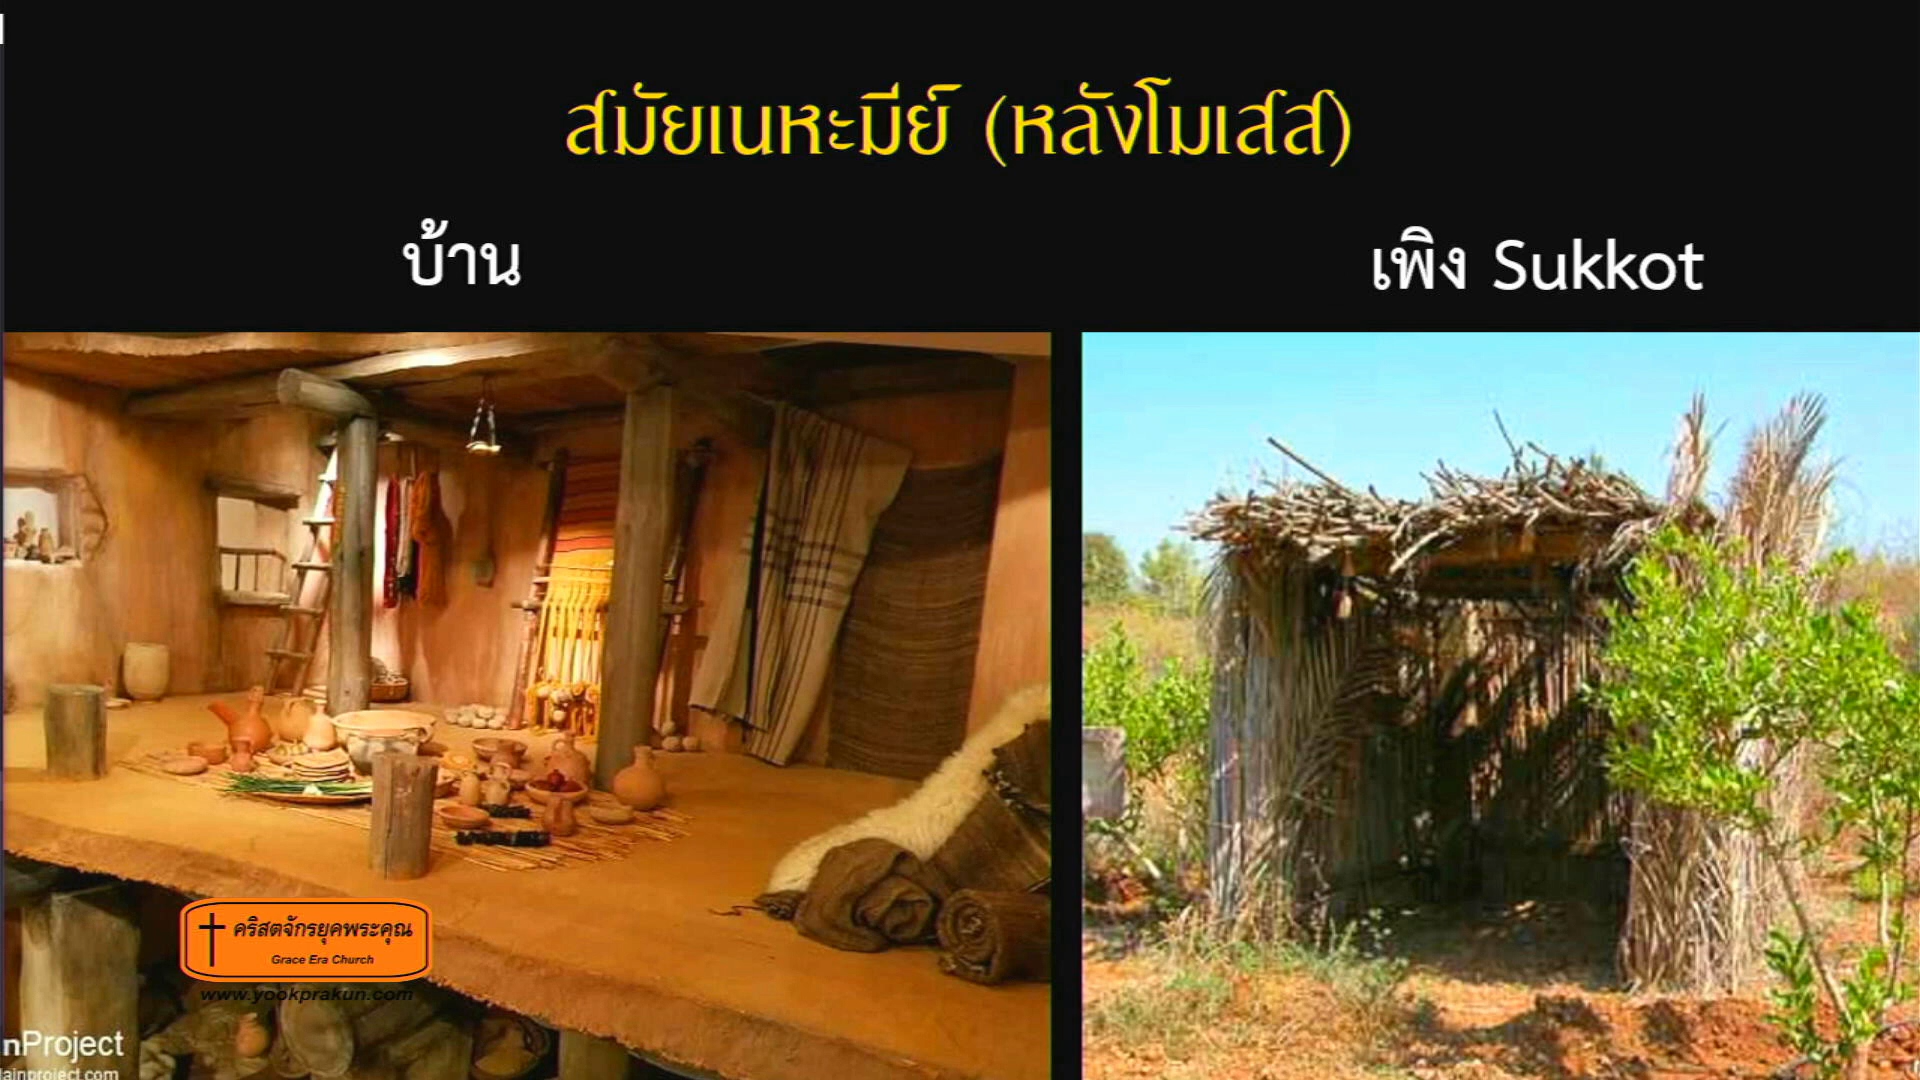 สมัยเนหะมีย์ (หลังโมเสส)
บ้าน
เพิง Sukkot
คริสตจักรยุคพระคุณ
Grace Era Church
www.yookprakun.com
nProject
lainproject.com